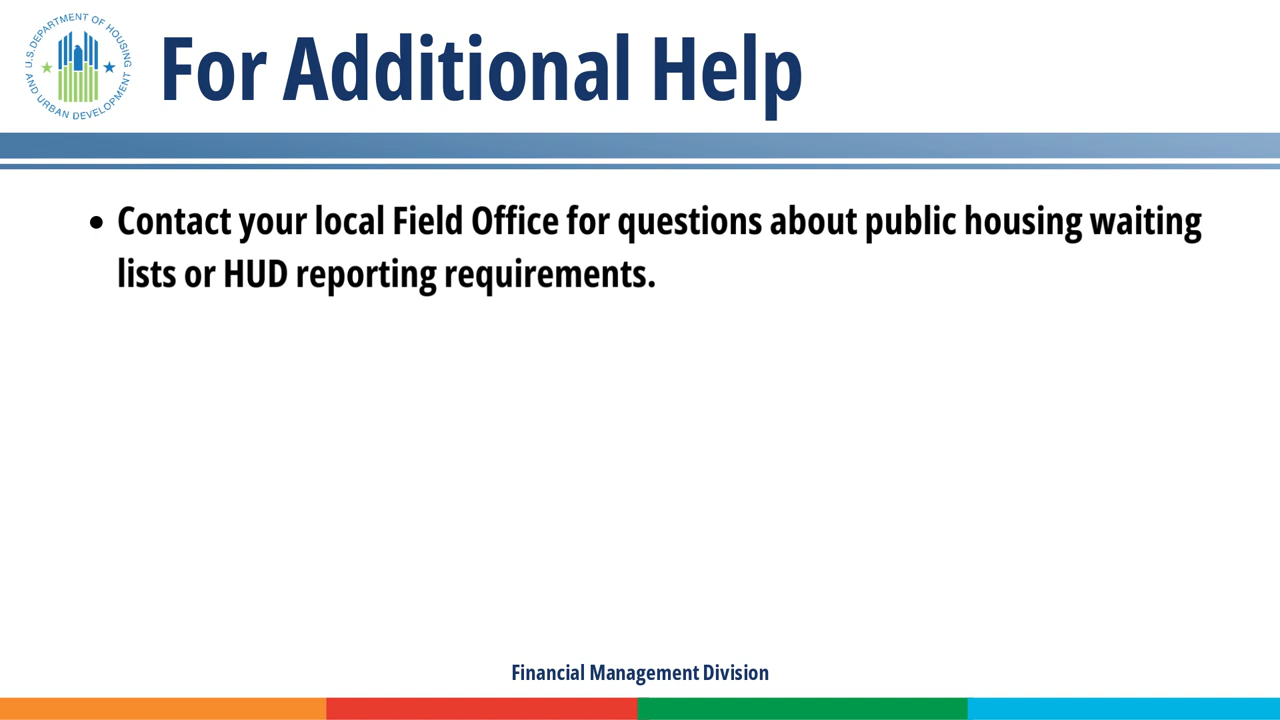 U.S. DEPARTMENT OF HOUSING
AND URBAN DEVELOPMENT
For Additional Help
• Contact your local Field Office for questions about public housing waiting
lists or HUD reporting requirements.
Financial Management Division